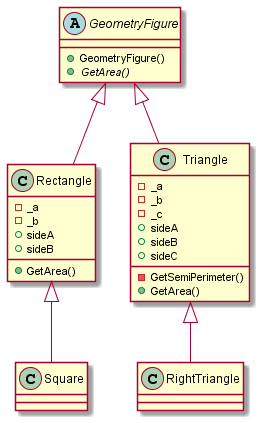 A GeometryFigure
GeometryFigure()
GetArea()
C Rectangle
_a
_b
sideA
sideB
GetArea()
C Triangle
_a
_b
_c
sideA
sideB
sideC
GetSemiPerimeter()
GetArea()
C Square
C RightTriangle